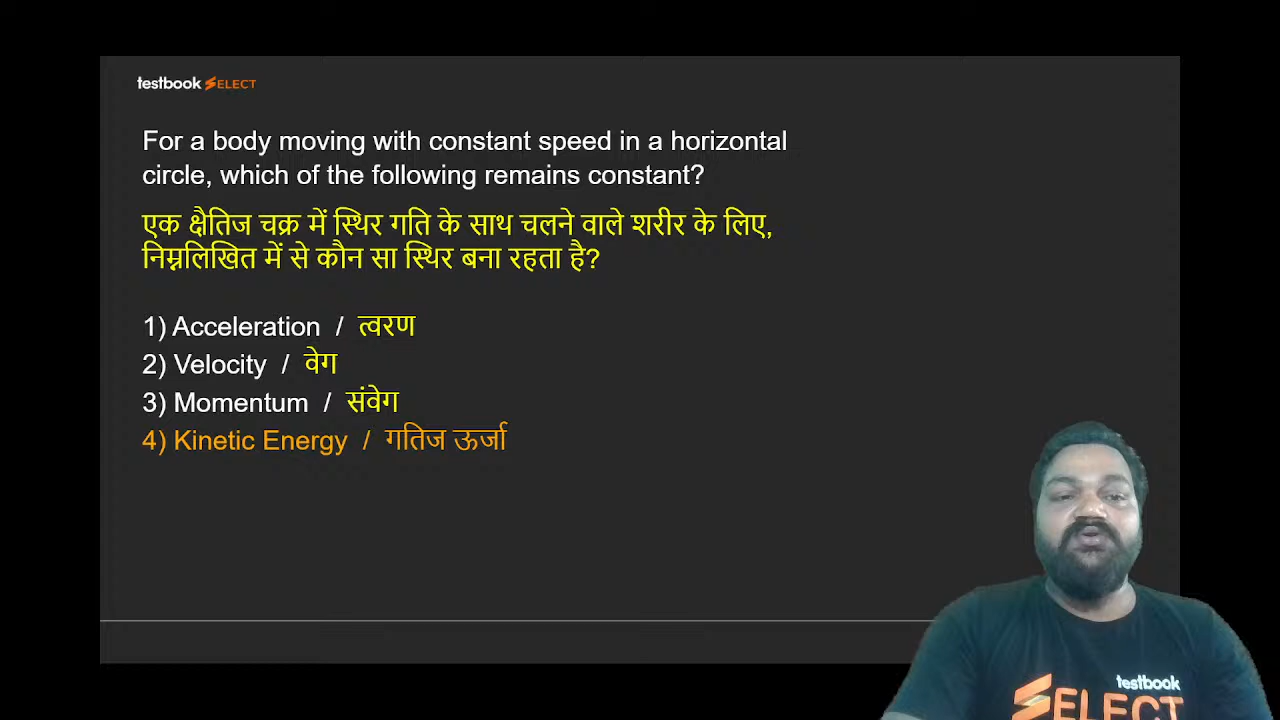 testbook SELECT
For a body moving with constant speed in a horizontal
circle, which of the following remains constant?
एक क्षैतिज चक्र में स्थिर गति के साथ चलने वाले शरीर के लिए,
निम्नलिखित में से कौन सा स्थिर बना रहता है?
1) Acceleration / त्वरण
2) Velocity / वेग
3) Momentum / संवेग
4) Kinetic Energy / गतिज ऊर्जा
testbook
SELECT